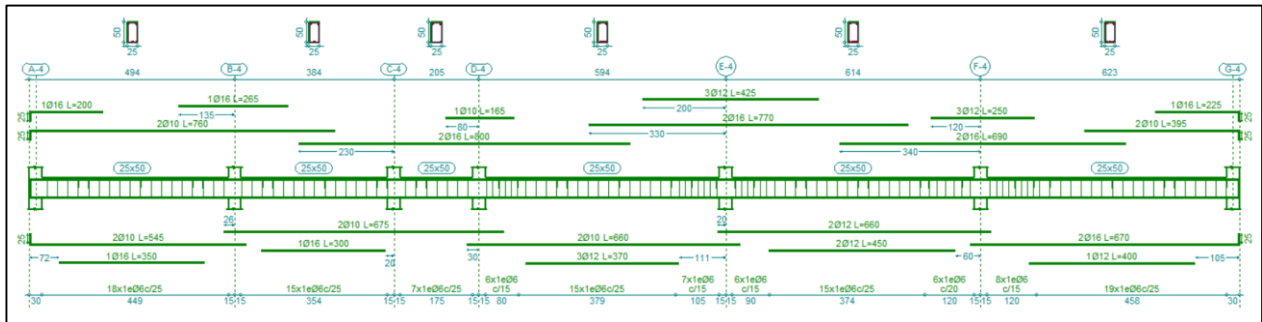 50 50 50 50 50 50
25 25 25 25 25 25
A-4 B-4 C-4 D-4 E-4 F-4 G-4
494 384 205 594 614 623
3Ø12 L=425
1Ø16 L=200 1Ø16 L=265 200 1Ø16 L=225
135 1Ø10 L=165 3Ø12 L=250
25 80 2Ø16 L=770 120 25
2Ø10 L=760 330 2Ø10 L=395
25 2Ø16 L=800 2Ø16 L=690 25
230 340
25x50 25x50 25x50 25x50 25x50 25x50
26 20
2Ø10 L=675 2Ø12 L=660
25 2Ø10 L=545 2Ø10 L=660 2Ø16 L=670 25
72 1Ø16 L=300 20 30 111 2Ø12 L=450 60 105
1Ø16 L=350 3Ø12 L=370 1Ø12 L=400
18x1eØ6c/25 15x1eØ6c/25 7x1eØ6c/25 6x1eØ6 c/15 15x1eØ6c/25 7x1eØ6 c/15 6x1eØ6 c/15 15x1eØ6c/25 6x1eØ6 c/20 8x1eØ6 c/15 19x1eØ6c/25
30 449 15 15 354 15 15 175 15 15 80 379 105 15 15 90 374 120 15 15 120 458 30